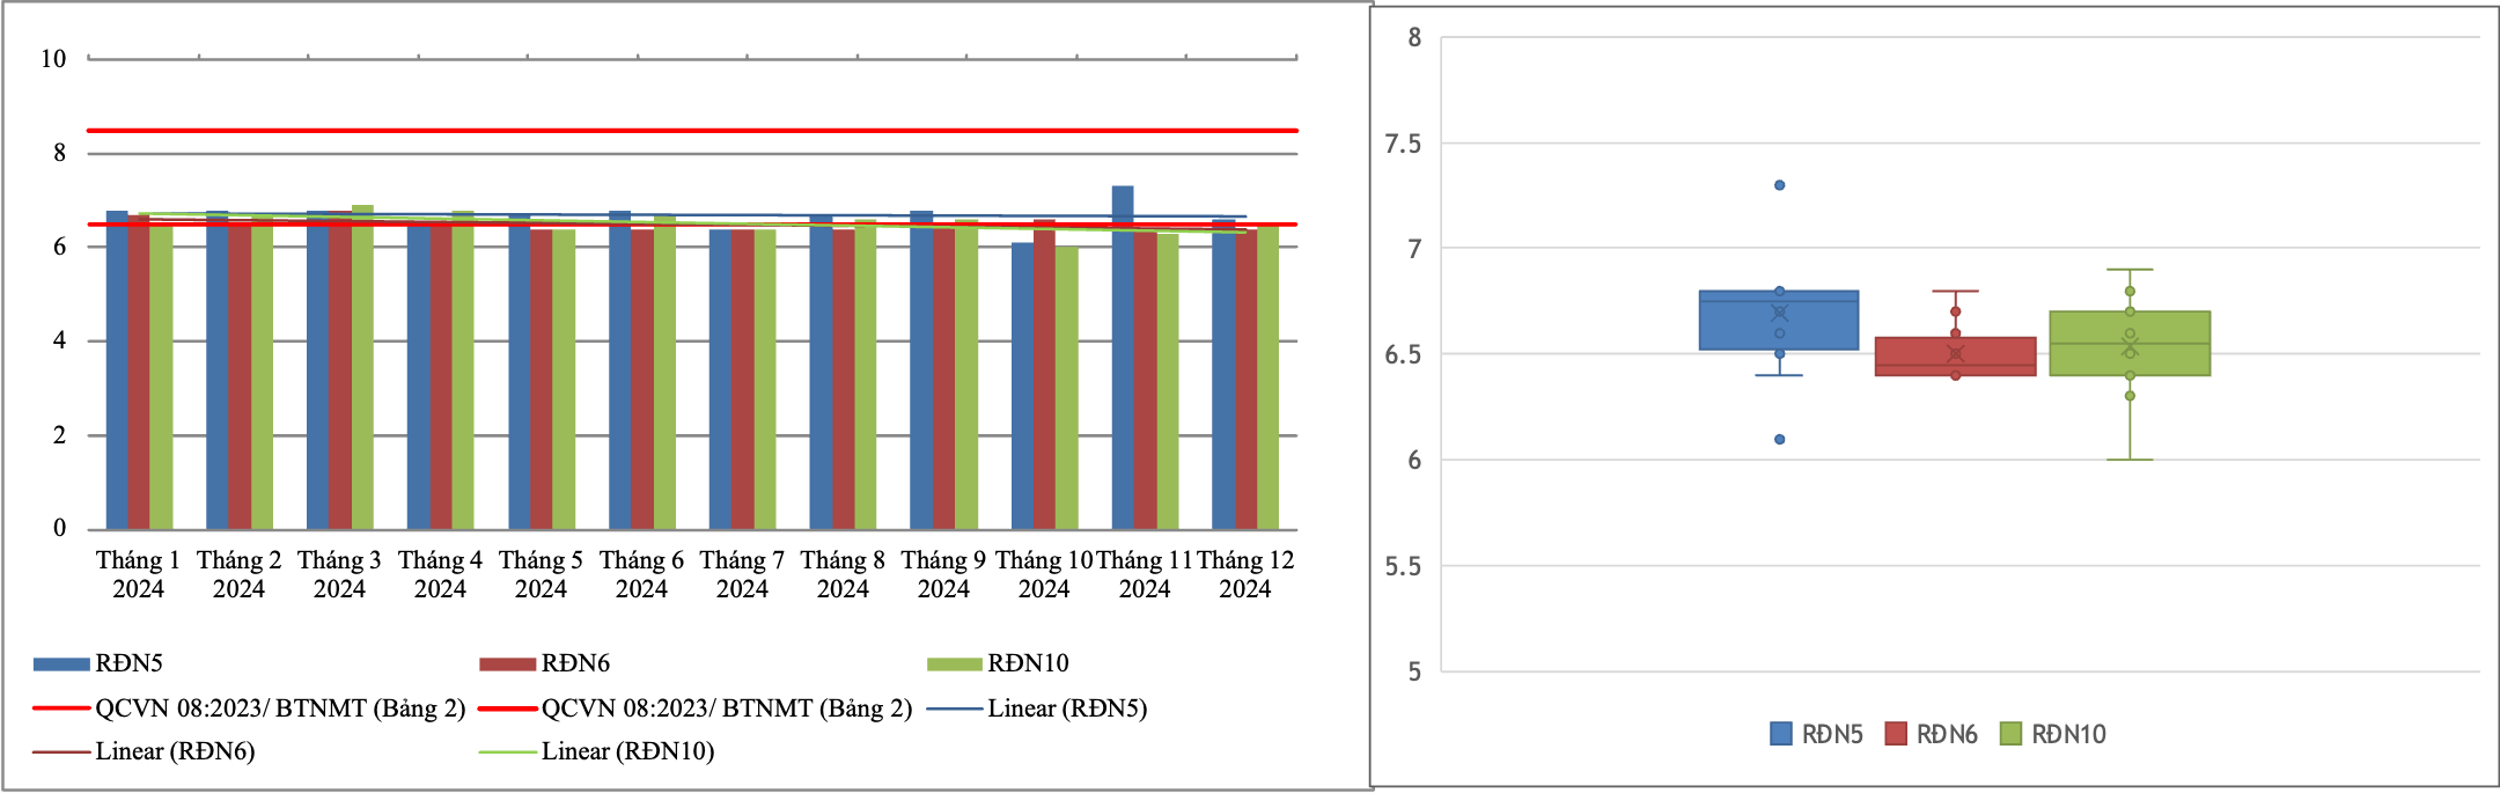 10
8
6
4
2
0
Tháng 1 2024
Tháng 2 2024
Tháng 3 2024
Tháng 4 2024
Tháng 5 2024
Tháng 6 2024
Tháng 7 2024
Tháng 8 2024
Tháng 9 2024
Tháng 10 2024
Tháng 11 2024
Tháng 12 2024
RĐN5
RĐN6
RĐN10
QCVN 08:2023/ BTNMT (Bảng 2)
QCVN 08:2023/ BTNMT (Bảng 2)
Linear (RĐN5)
Linear (RĐN6)
Linear (RĐN10)
8
7.5
7
6.5
6
5.5
5
RĐN5
RĐN6
RĐN10